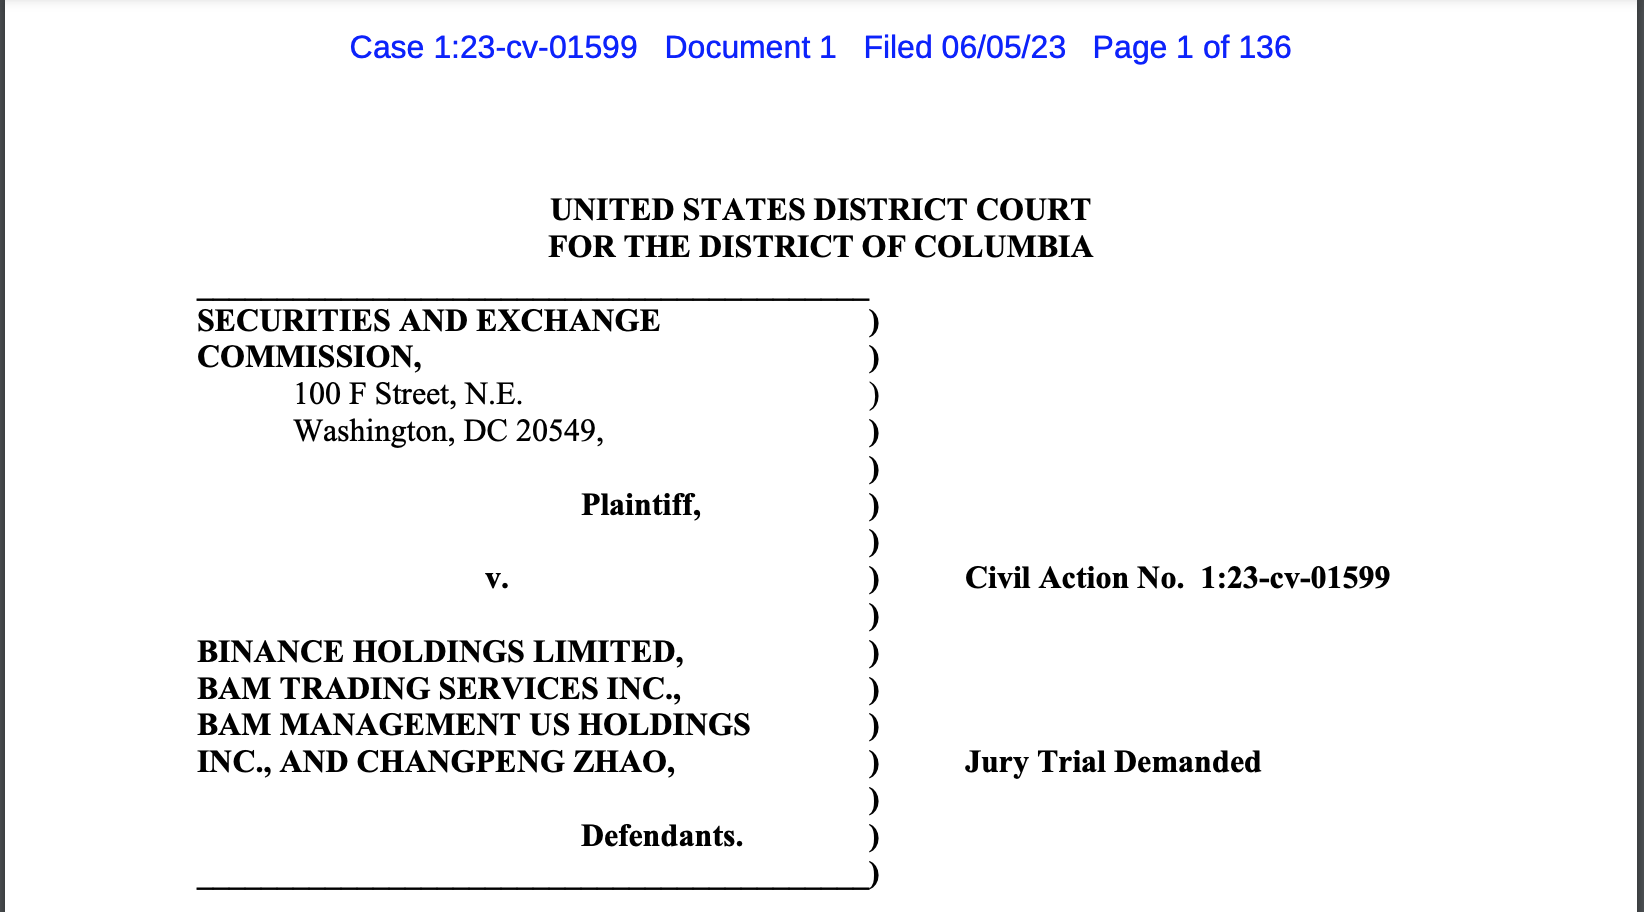 Case 1:23-cv-01599 Document 1 Filed 06/05/23 Page 1 of 136
UNITED STATES DISTRICT COURT
FOR THE DISTRICT OF COLUMBIA
SECURITIES AND EXCHANGE )
COMMISSION, )
100 F Street, N.E. )
Washington, DC 20549, )
)
Plaintiff, )
)
v. ) Civil Action No. 1:23-cv-01599
)
BINANCE HOLDINGS LIMITED, )
BAM TRADING SERVICES INC., )
BAM MANAGEMENT US HOLDINGS )
INC., AND CHANGPENG ZHAO, ) Jury Trial Demanded
)
Defendants. )
)